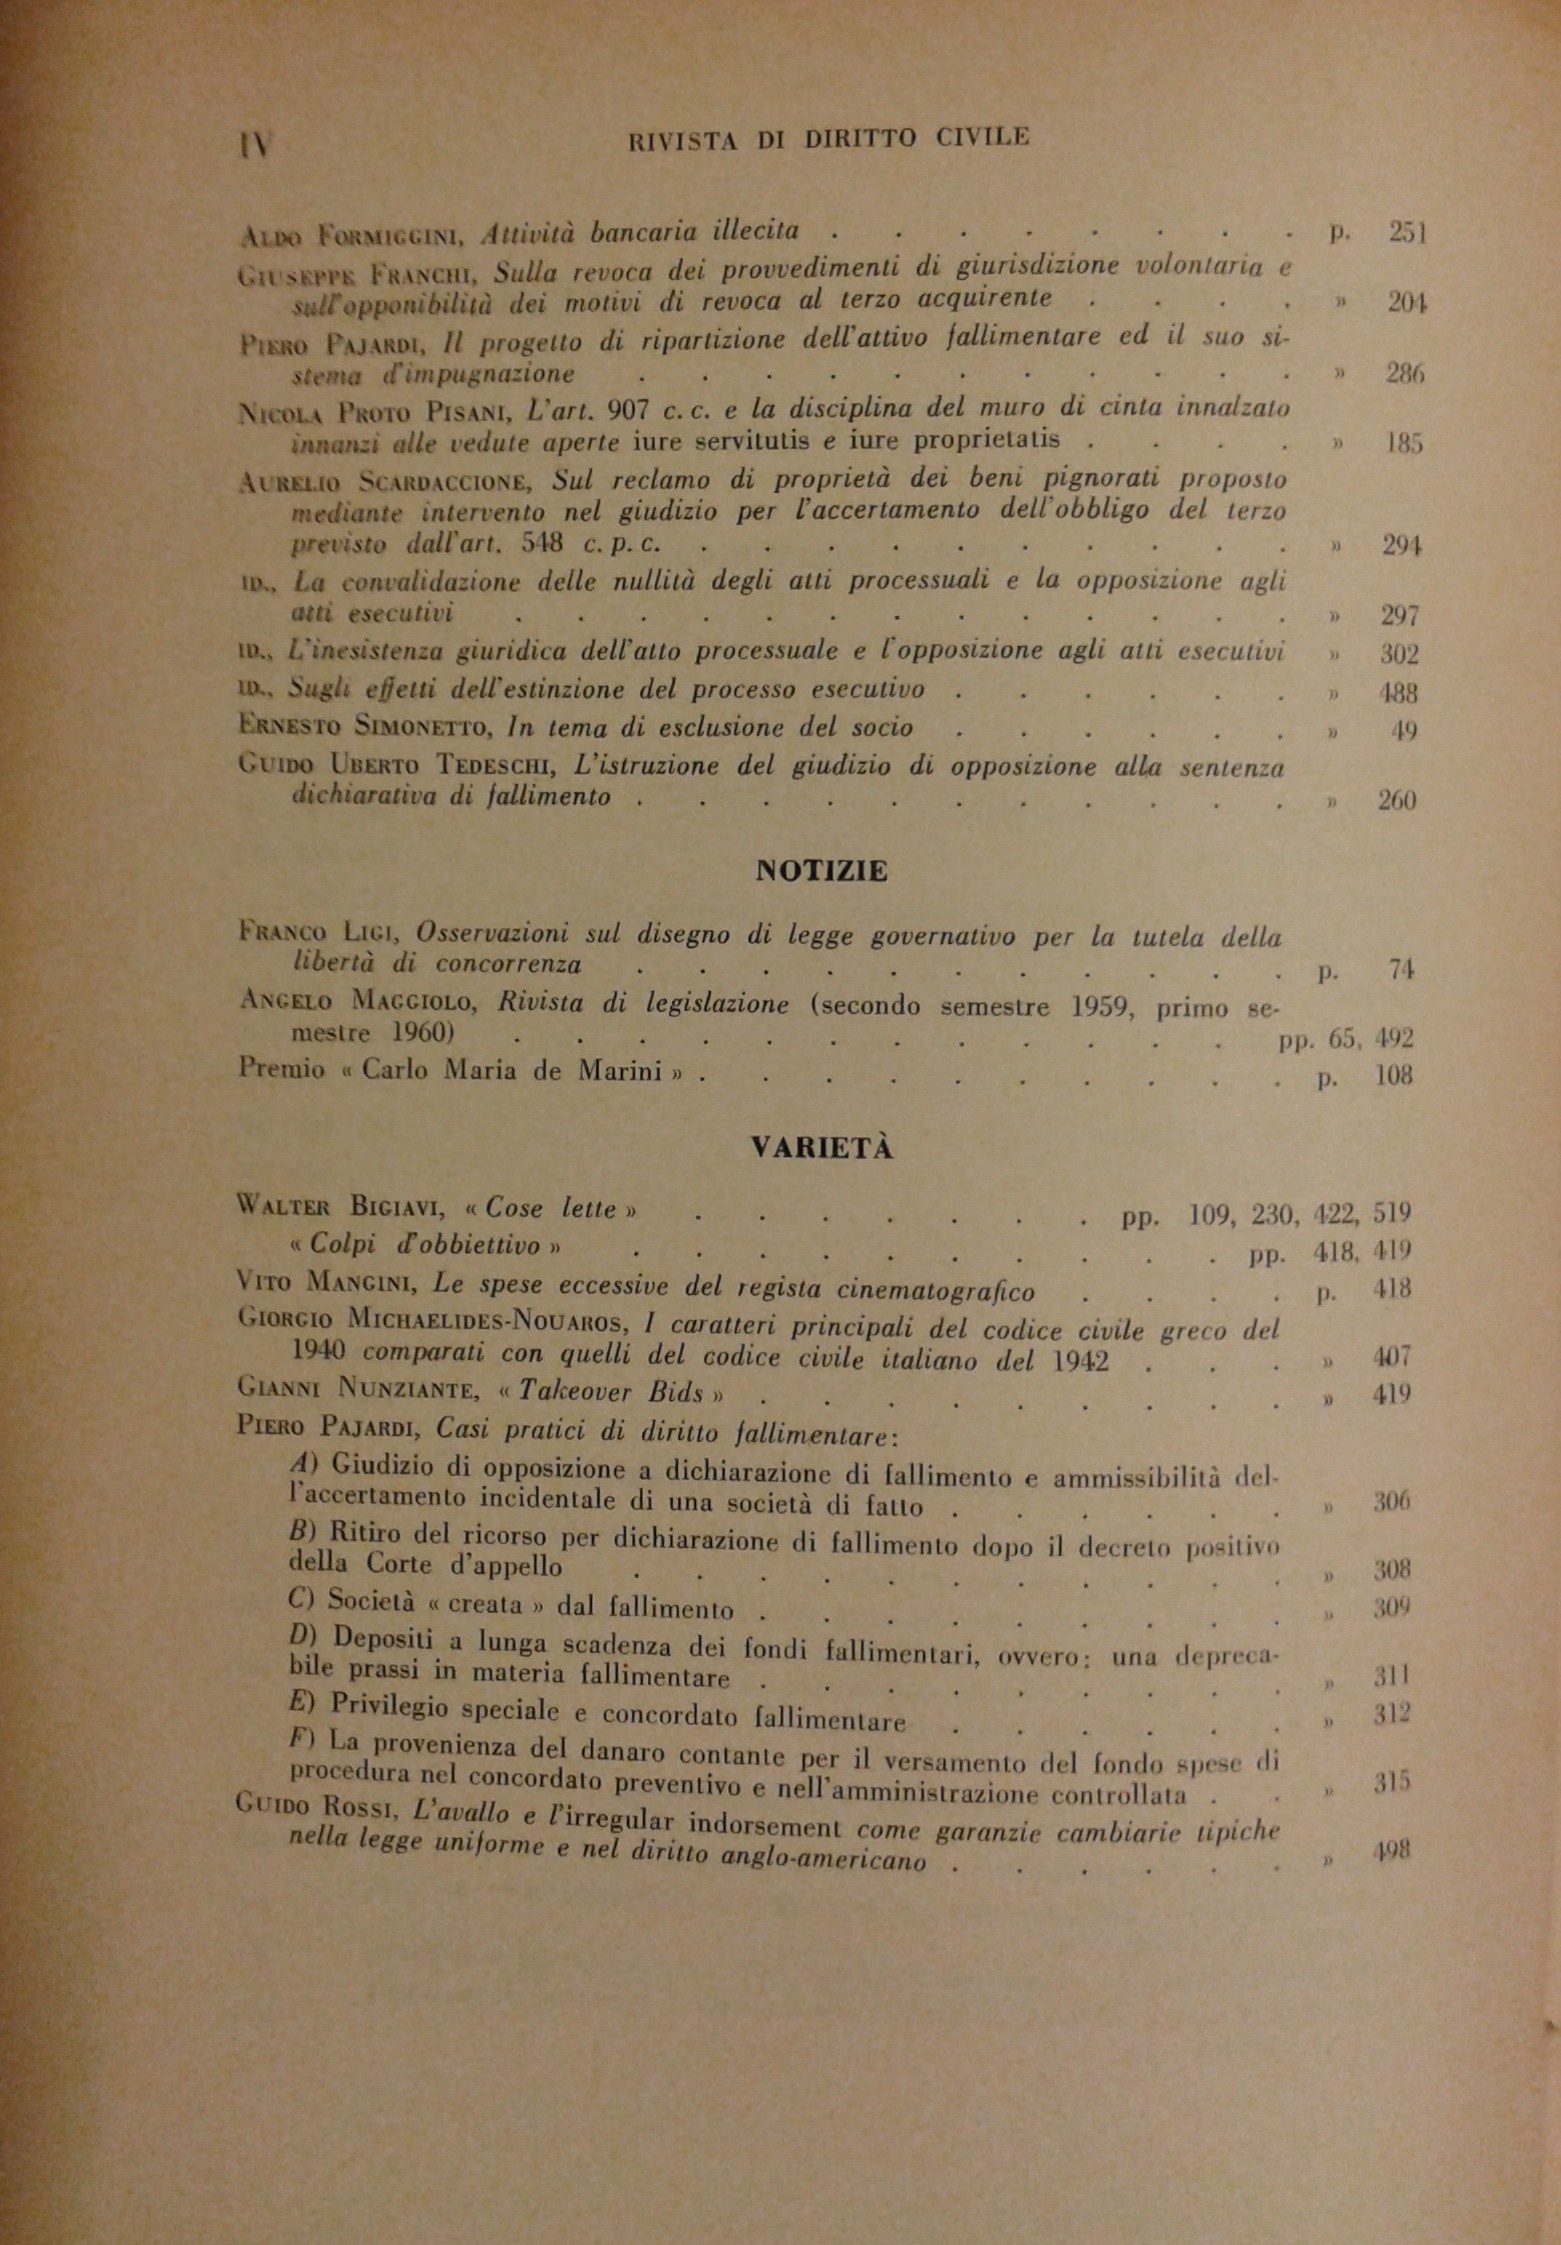 IV RIVISTA DI DIRITTO CIVILE
ALDO FORMIGGINI, Attività bancaria illecita . . . . . . . . p. 251
GIUSEPPE FRANCHI, Sulla revoca dei provvedimenti di giurisdizione volontaria e
sull'opponibilità dei motivi di revoca al terzo acquirente . . . . » 204
PIERO PAJARDI, Il progetto di ripartizione dell'attivo fallimentare ed il suo si-
stema d'impugnazione . . . . . . . . . . . » 286
NICOLA PROTO PISANI, L'art. 907 c. c. e la disciplina del muro di cinta innalzato
innanzi alle vedute aperte iure servitutis e iure proprietatis . . . . » 185
AURELIO SCARDACCIONE, Sul reclamo di proprietà dei beni pignorati proposto
mediante intervento nel giudizio per l'accertamento dell'obbligo del terzo
previsto dall'art. 548 c. p. c. . . . . . . . . . . » 294
ID., La convalidazione delle nullità degli atti processuali e la opposizione agli
atti esecutivi . . . . . . . . . . . . . » 297
ID., L'inesistenza giuridica dell'atto processuale e l'opposizione agli atti esecutivi » 302
ID., Sugli effetti dell'estinzione del processo esecutivo . . . . . . » 488
ERNESTO SIMONETTO, In tema di esclusione del socio . . . . . . » 49
GUIDO UBERTO TEDESCHI, L'istruzione del giudizio di opposizione alla sentenza
dichiarativa di fallimento . . . . . . . . . . . » 260
NOTIZIE
FRANCO LIGI, Osservazioni sul disegno di legge governativo per la tutela della
libertà di concorrenza . . . . . . . . . . . p. 74
ANGELO MAGGIOLO, Rivista di legislazione (secondo semestre 1959, primo se-
mestre 1960) . . . . . . . . . . . . pp. 65, 492
Premio « Carlo Maria de Marini » . . . . . . . . . . p. 108
VARIETÀ
WALTER BIGIAVI, « Cose lette » . . . . . . . pp. 109, 230, 422, 519
« Colpi d'obbiettivo » . . . . . . . . . . pp. 418, 419
VITO MANGINI, Le spese eccessive del regista cinematografico . . . . p. 418
GIORGIO MICHAELIDES-NOUAROS, I caratteri principali del codice civile greco del
1940 comparati con quelli del codice civile italiano del 1942 . . . » 407
GIANNI NUNZIANTE, « Takeover Bids » . . . . . . . . . » 419
PIERO PAJARDI, Casi pratici di diritto fallimentare:
A) Giudizio di opposizione a dichiarazione di fallimento e ammissibilità del-
l'accertamento incidentale di una società di fatto . . . . . . » 306
B) Ritiro del ricorso per dichiarazione di fallimento dopo il decreto positivo
della Corte d'appello . . . . . . . . . . . » 308
C) Società « creata » dal fallimento . . . . . . . . . » 309
D) Depositi a lunga scadenza dei fondi fallimentari, ovvero: una depreca-
bile prassi in materia fallimentare . . . . . . . . . » 311
E) Privilegio speciale e concordato fallimentare . . . . . . » 312
F) La provenienza del danaro contante per il versamento del fondo spese di
procedura nel concordato preventivo e nell'amministrazione controllata . . » 315
GUIDO ROSSI, L'avallo e l'irregular indorsement come garanzie cambiarie tipiche
nella legge uniforme e nel diritto anglo-americano . . . . . . » 498